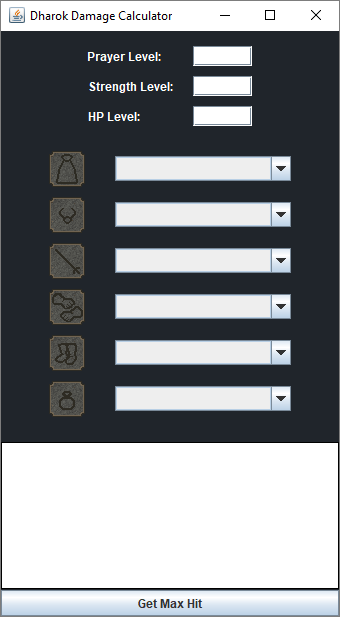 Dharok Damage Calculator
Prayer Level:
Strength Level:
HP Level:
Get Max Hit